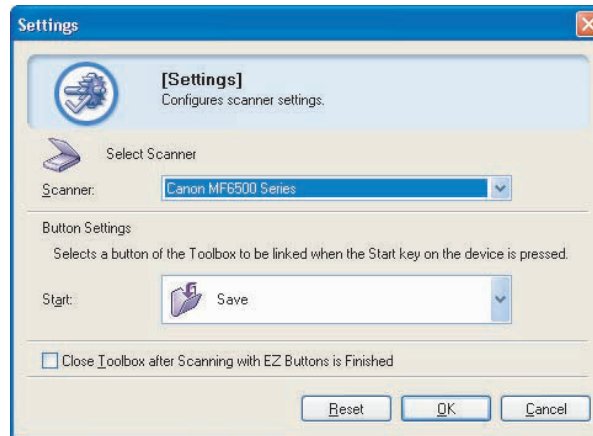 Settings
[Settings]
Configures scanner settings.
Select Scanner
Scanner: Canon MF6500 Series
Button Settings
Selects a button of the Toolbox to be linked when the Start key on the device is pressed.
Start: Save
Close Toolbox after Scanning with EZ Buttons is Finished
Reset OK Cancel